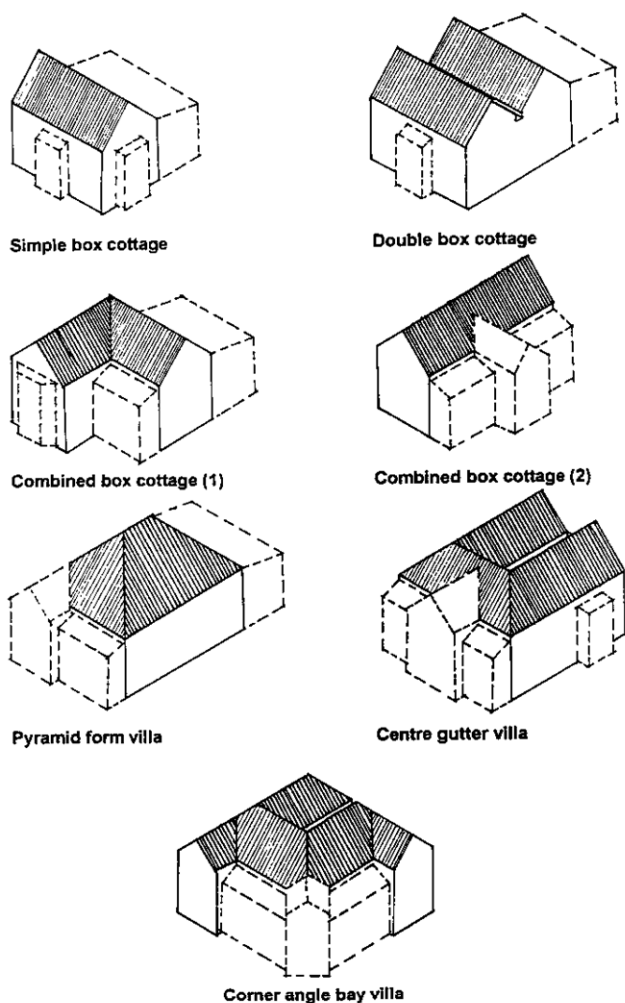 Simple box cottage
Double box cottage
Combined box cottage (1)
Combined box cottage (2)
Pyramid form villa
Centre gutter villa
Corner angle bay villa